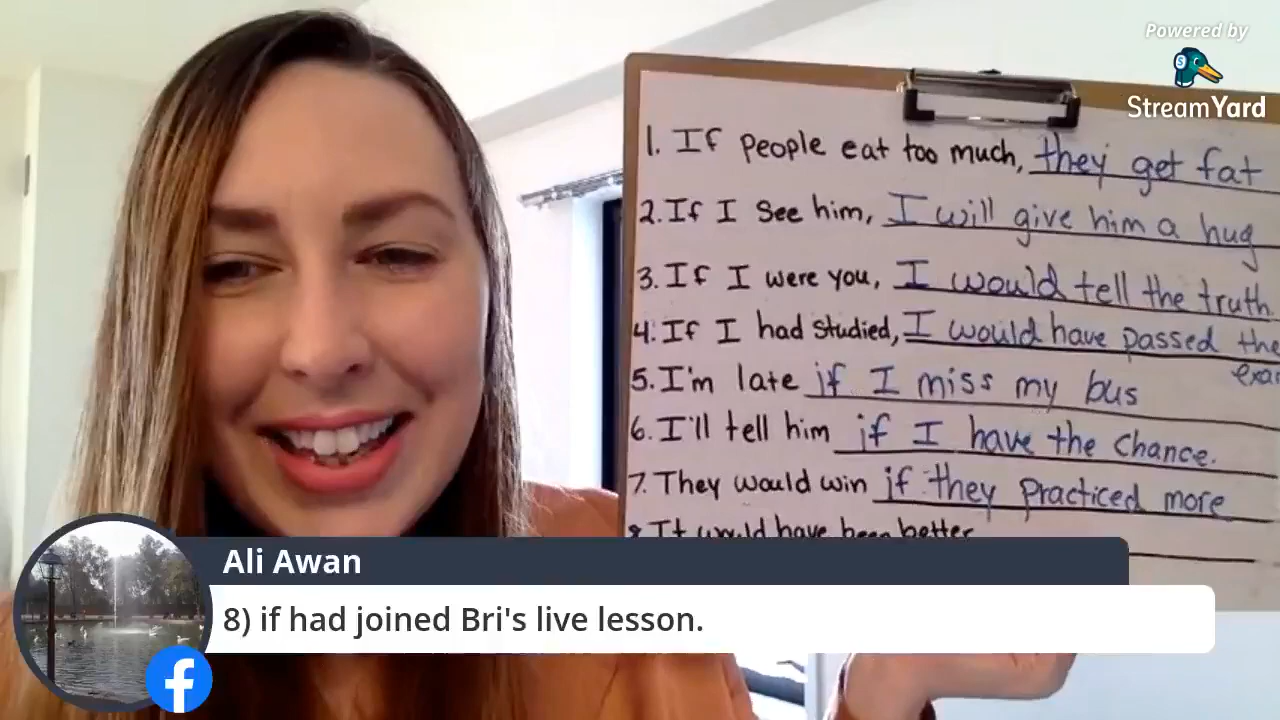 Powered by
StreamYard
1. If people eat too much, they get fat
2. If I see him, I will give him a hug
3. If I were you, I would tell the truth
4. If I had studied, I would have passed the
exa
5. I'm late if I miss my bus
6. I'll tell him if I have the chance.
7. They would win if they practiced more
8 It would have been better
Ali Awan
8) if had joined Bri's live lesson.